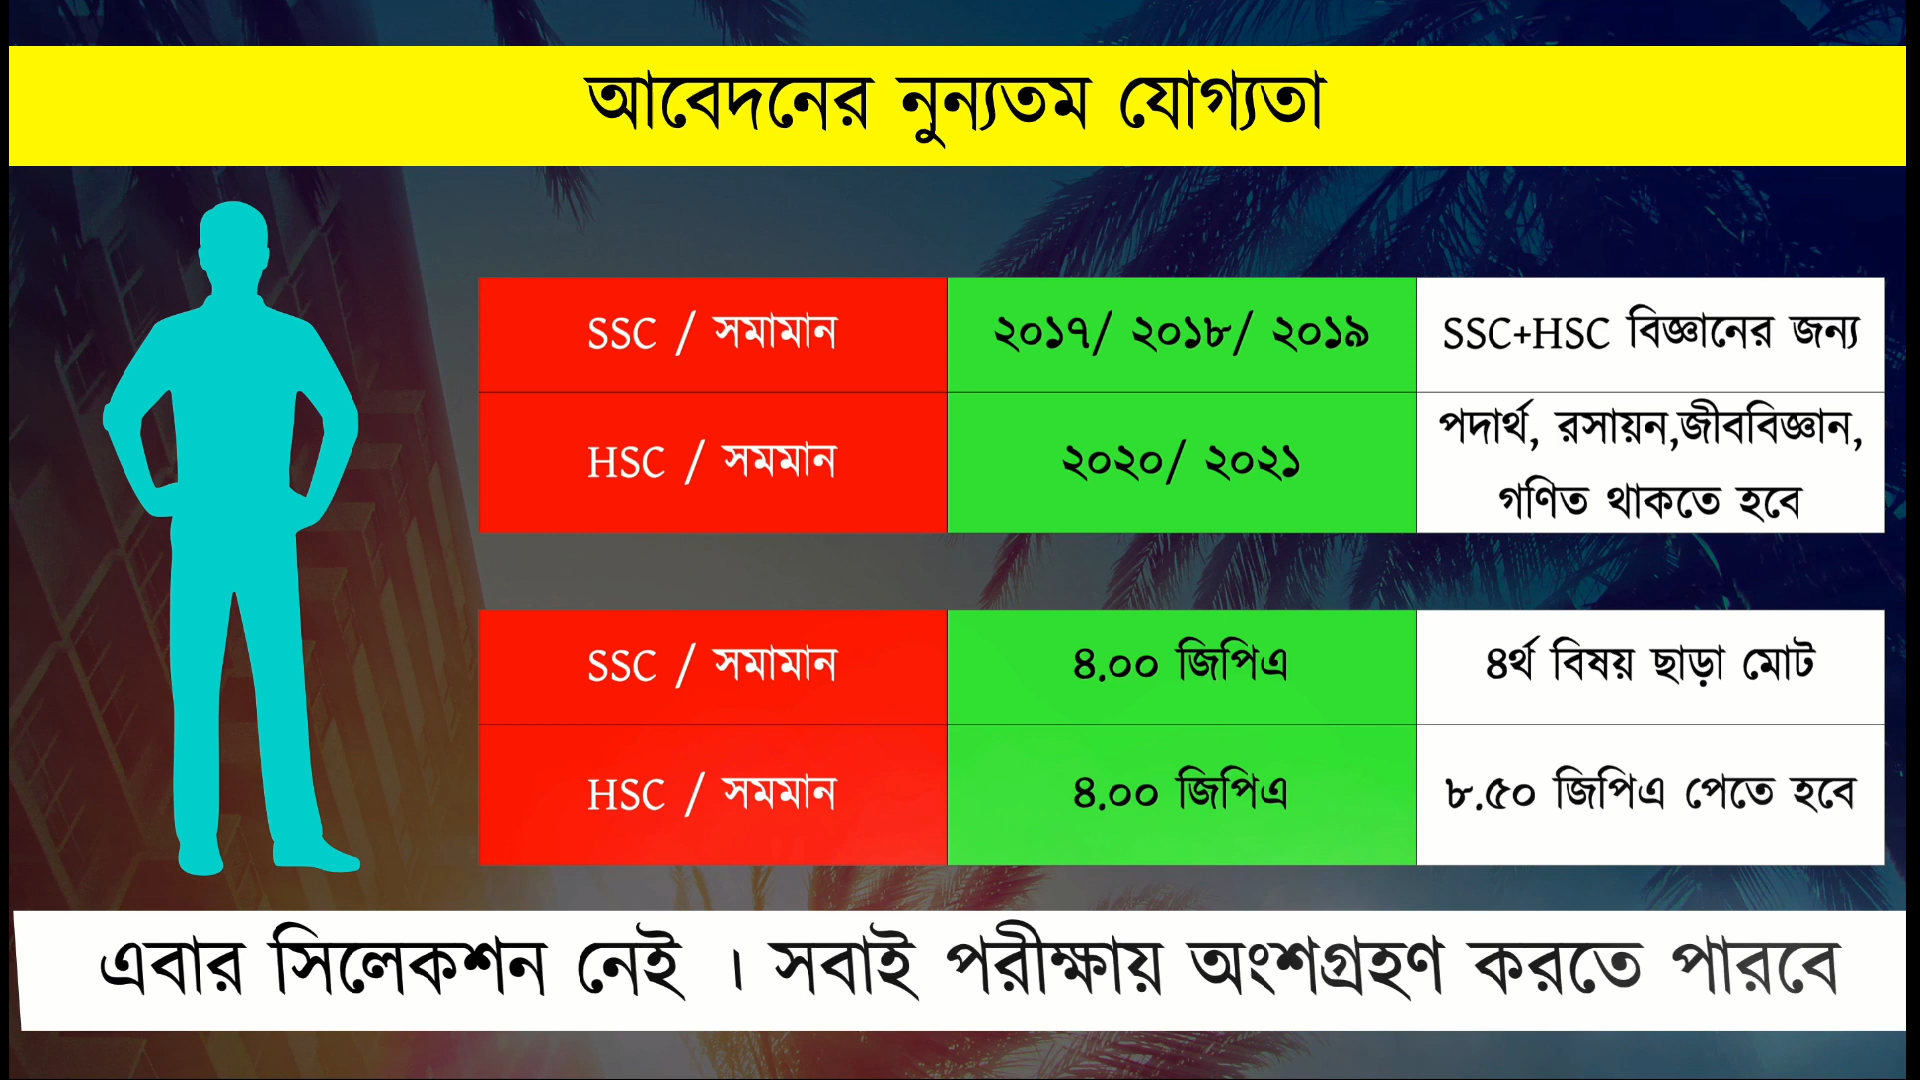 আবেদনের নুন্যতম যোগ্যতা
SSC / সমামান
২০১৭/ ২০১৮/ ২০১৯
SSC+HSC বিজ্ঞানের জন্য
HSC / সমমান
২০২০/ ২০২১
পদার্থ, রসায়ন,জীববিজ্ঞান,
গণিত থাকতে হবে
SSC / সমামান
৪.০০ জিপিএ
৪র্থ বিষয় ছাড়া মোট
HSC / সমমান
৪.০০ জিপিএ
৮.৫০ জিপিএ পেতে হবে
এবার সিলেকশন নেই । সবাই পরীক্ষায় অংশগ্রহণ করতে পারবে